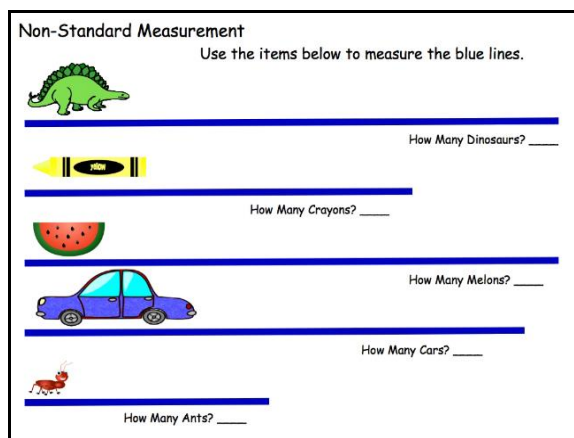 Non-Standard Measurement
Use the items below to measure the blue lines.
How Many Dinosaurs? ____
yellow
How Many Crayons? ____
How Many Melons? ____
How Many Cars? ____
How Many Ants? ____